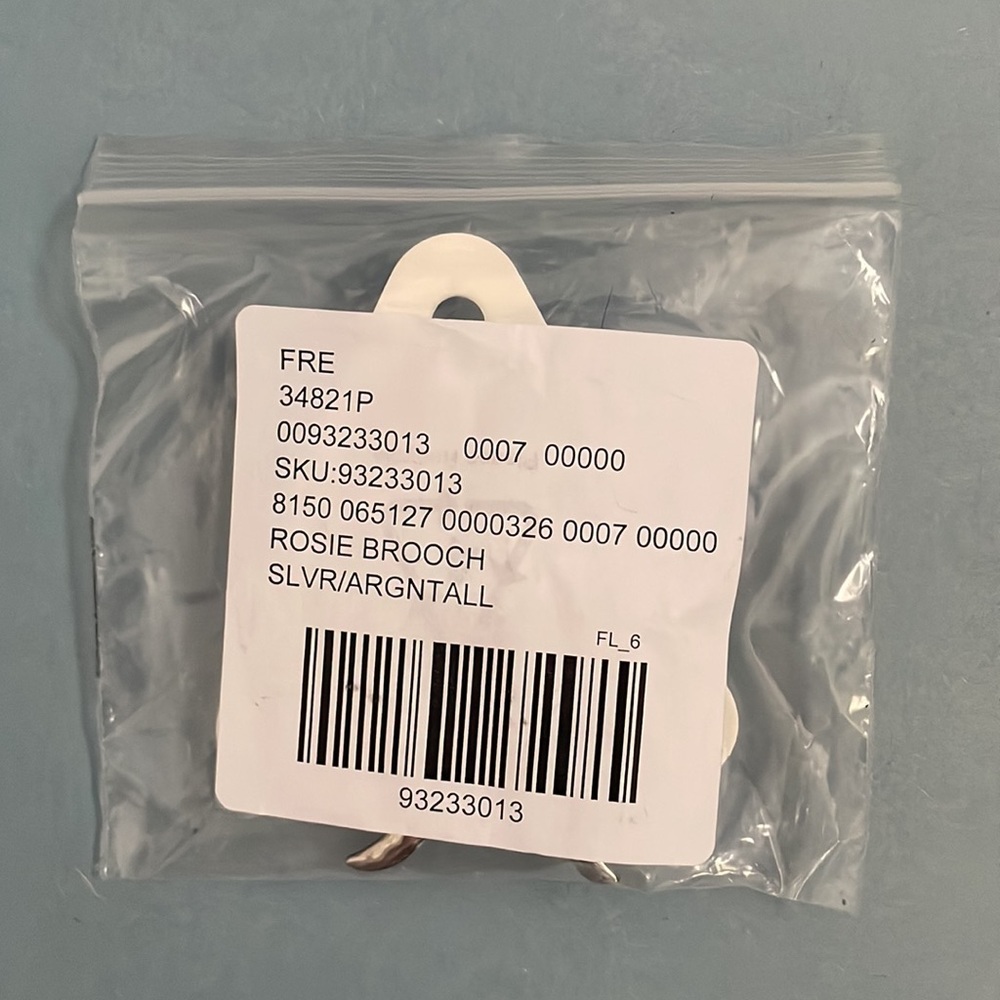 FRE
34821P
0093233013 0007 00000
SKU:93233013
8150 065127 0000326 0007 00000
ROSIE BROOCH
SLVR/ARGNTALL
FL_6
93233013